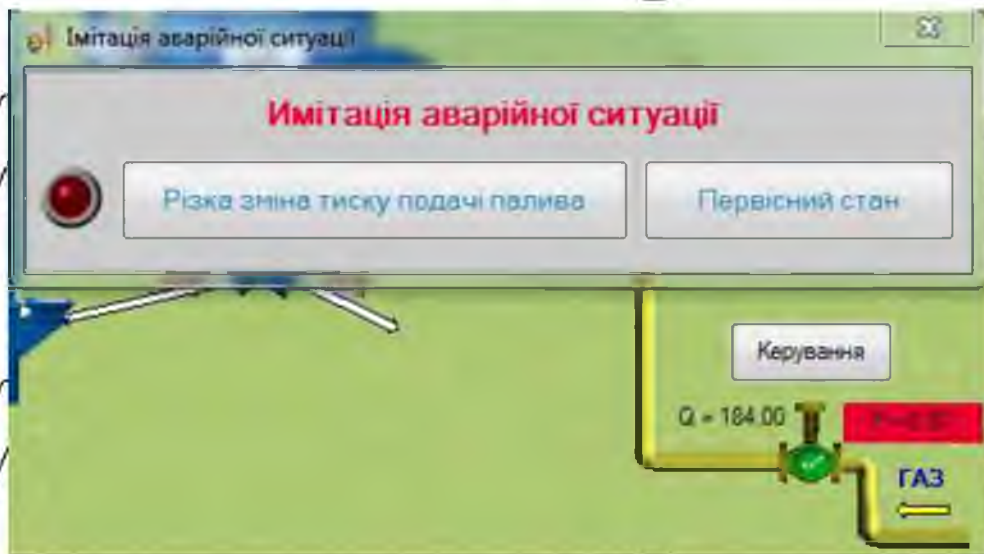 Імітація аварійної ситуації
Имітація аварійної ситуації
Різка зміна тиску подачі палива
Первісний стан
Керування
Q = 184.00
ГАЗ